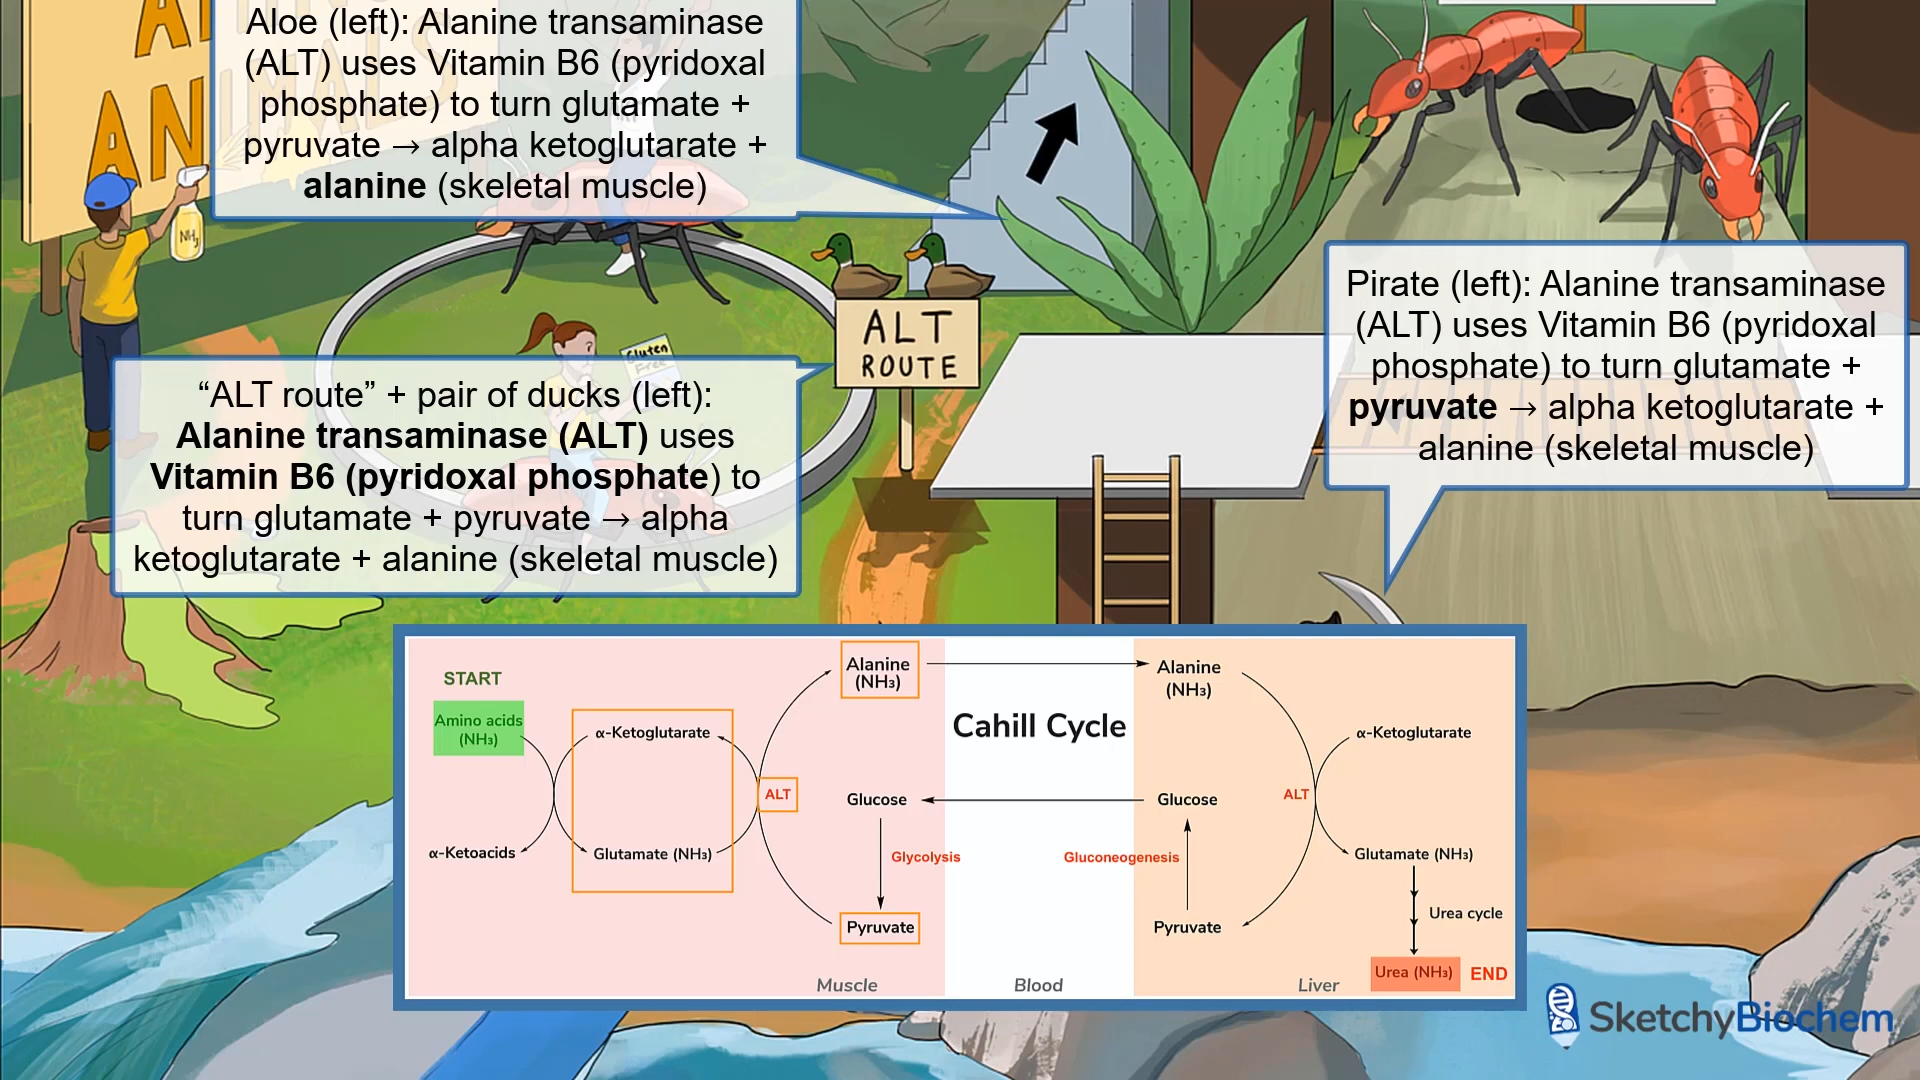 Aloe (left): Alanine transaminase
(ALT) uses Vitamin B6 (pyridoxal
phosphate) to turn glutamate +
pyruvate → alpha ketoglutarate +
alanine (skeletal muscle)
NH₃
ALT
ROUTE
Gluten
Free
Pirate (left): Alanine transaminase
(ALT) uses Vitamin B6 (pyridoxal
phosphate) to turn glutamate +
pyruvate → alpha ketoglutarate +
alanine (skeletal muscle)
“ALT route” + pair of ducks (left):
Alanine transaminase (ALT) uses
Vitamin B6 (pyridoxal phosphate) to
turn glutamate + pyruvate → alpha
ketoglutarate + alanine (skeletal muscle)
START
Amino acids
(NH₃)
α-Ketoglutarate
α-Ketoacids
Glutamate (NH₃)
ALT
Alanine
(NH₃)
Glucose
Glycolysis
Pyruvate
Muscle
Cahill Cycle
Blood
Alanine
(NH₃)
Glucose
Gluconeogenesis
Pyruvate
ALT
α-Ketoglutarate
Glutamate (NH₃)
Urea cycle
Urea (NH₃)
END
Liver
SketchyBiochem